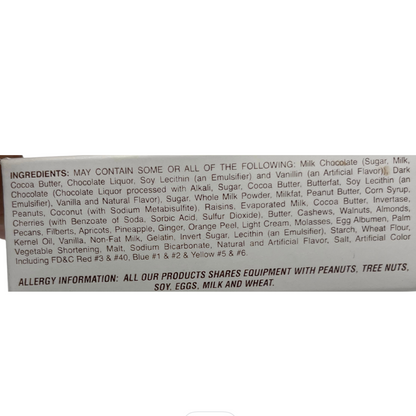 INGREDIENTS: MAY CONTAIN SOME OR ALL OF THE FOLLOWING: Milk Chocolate (Sugar, Milk,
Cocoa Butter, Chocolate Liquor, Soy Lecithin (an Emulsifier) and Vanillin (an Artificial Flavor)), Dark
Chocolate (Chocolate Liquor processed with Alkali, Sugar, Cocoa Butter, Butterfat, Soy Lecithin (an
Emulsifier), Vanilla and Natural Flavor), Sugar, Whole Milk Powder, Milkfat, Peanut Butter, Corn Syrup,
Peanuts, Coconut (with Sodium Metabisulfite), Raisins, Evaporated Milk, Cocoa Butter, Invertase,
Cherries (with Benzoate of Soda, Sorbic Acid, Sulfur Dioxide), Butter, Cashews, Walnuts, Almonds,
Pecans, Filberts, Apricots, Pineapple, Ginger, Orange Peel, Light Cream, Molasses, Egg Albumen, Palm
Kernel Oil, Vanilla, Non-Fat Milk, Gelatin, Invert Sugar, Lecithin (an Emulsifier), Starch, Wheat Flour,
Vegetable Shortening, Malt, Sodium Bicarbonate, Natural and Artificial Flavor, Salt, Artificial Color
Including FD&C Red #3 & #40, Blue #1 & #2 & Yellow #5 & #6.
ALLERGY INFORMATION: ALL OUR PRODUCTS SHARES EQUIPMENT WITH PEANUTS, TREE NUTS,
SOY, EGGS, MILK AND WHEAT.